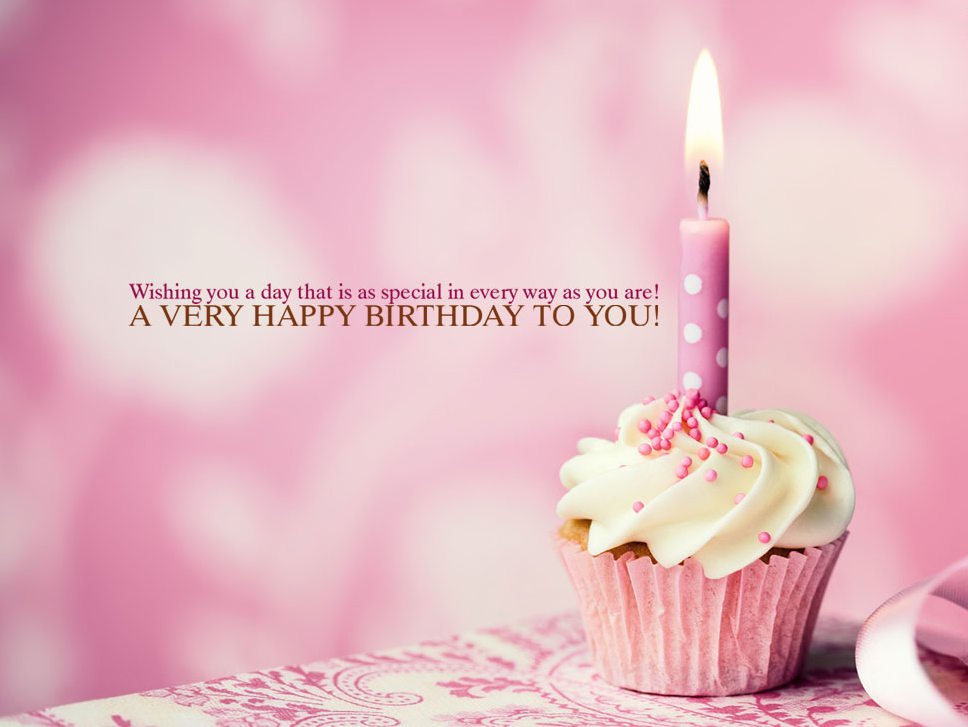 Wishing you a day that is as special in every way as you are!
A VERY HAPPY BIRTHDAY TO YOU!